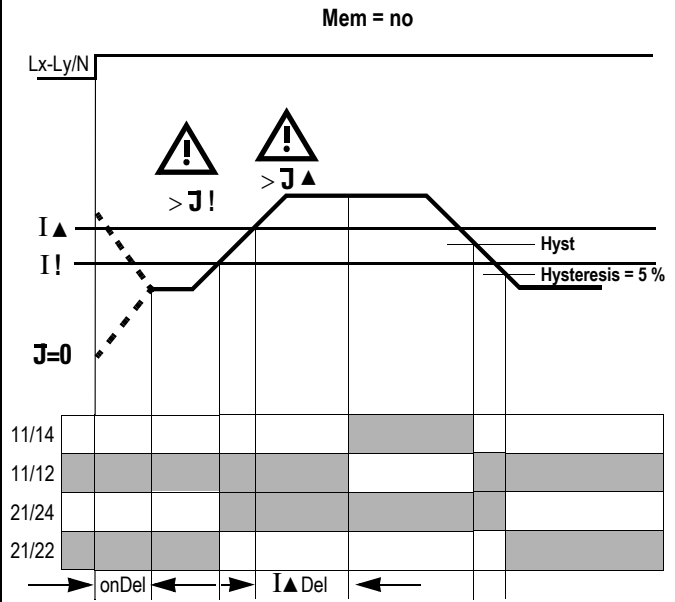 Mem = no
Lx-Ly/N
> J!
> J▲
I▲
I!
Hyst
Hysteresis = 5 %
J=0
11/14
11/12
21/24
21/22
onDel
I▲Del